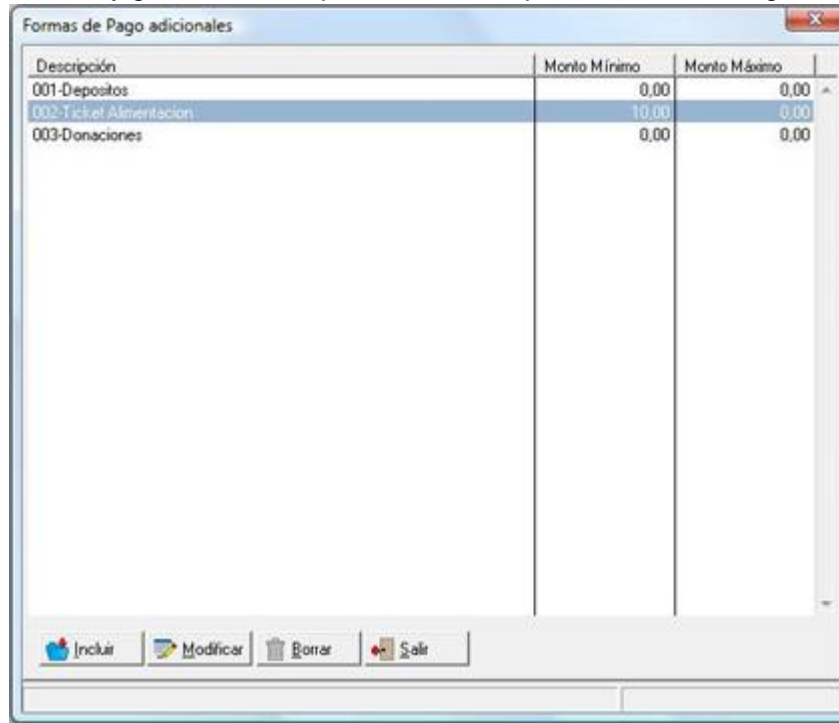 Formas de Pago adicionales
Descripción Monto Mínimo Monto Máximo
001-Depositos 0,00 0,00
002-Ticket Alimentacion 10,00 0,00
003-Donaciones 0,00 0,00
Incluir Modificar Borrar Salir